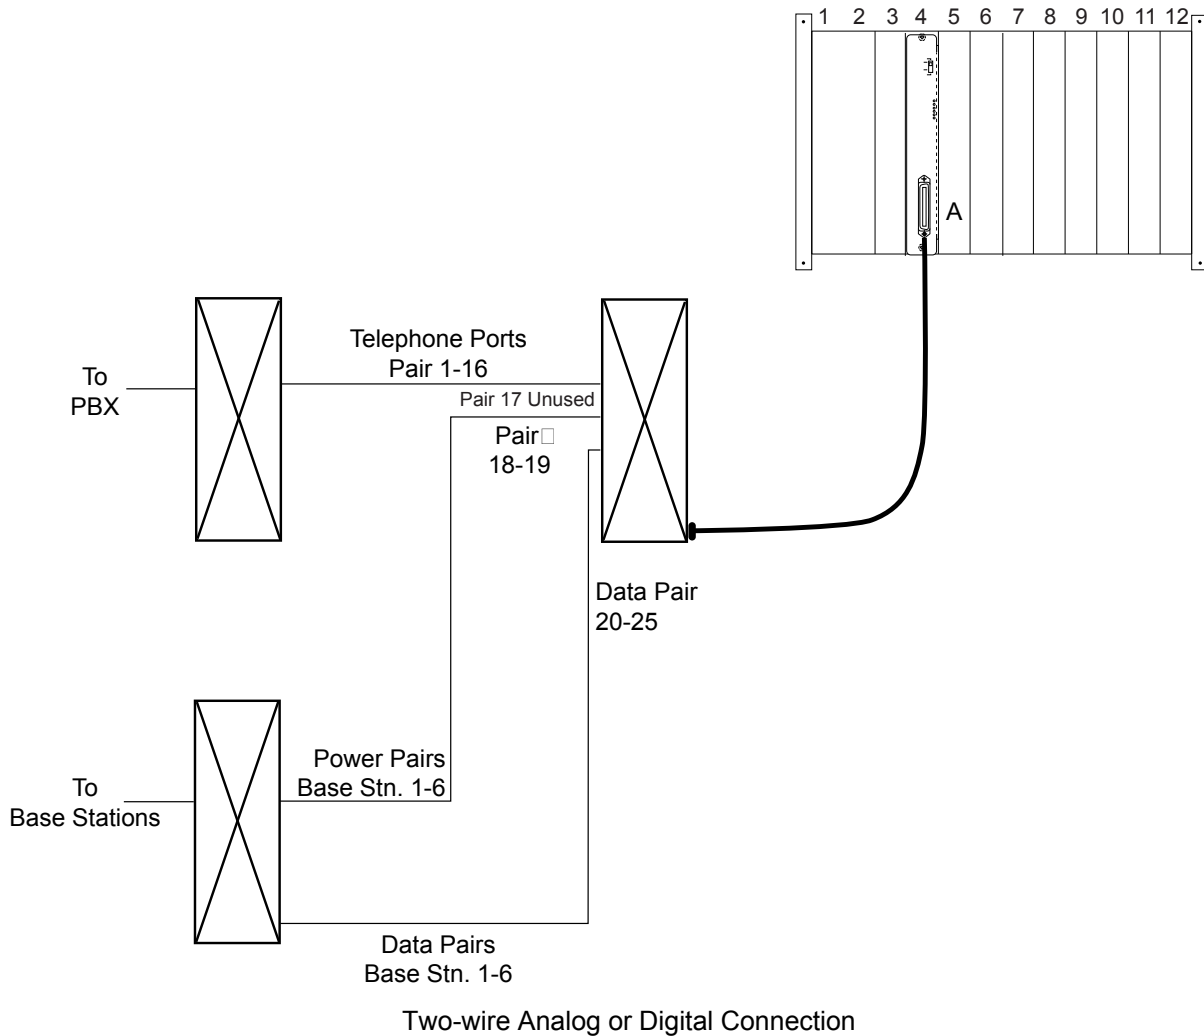 1 2 3 4 5 6 7 8 9 10 11 12
A
Telephone Ports
Pair 1-16
To
PBX
Pair 17 Unused
Pair
18-19
Data Pair
20-25
Power Pairs
Base Stn. 1-6
To
Base Stations
Data Pairs
Base Stn. 1-6
Two-wire Analog or Digital Connection